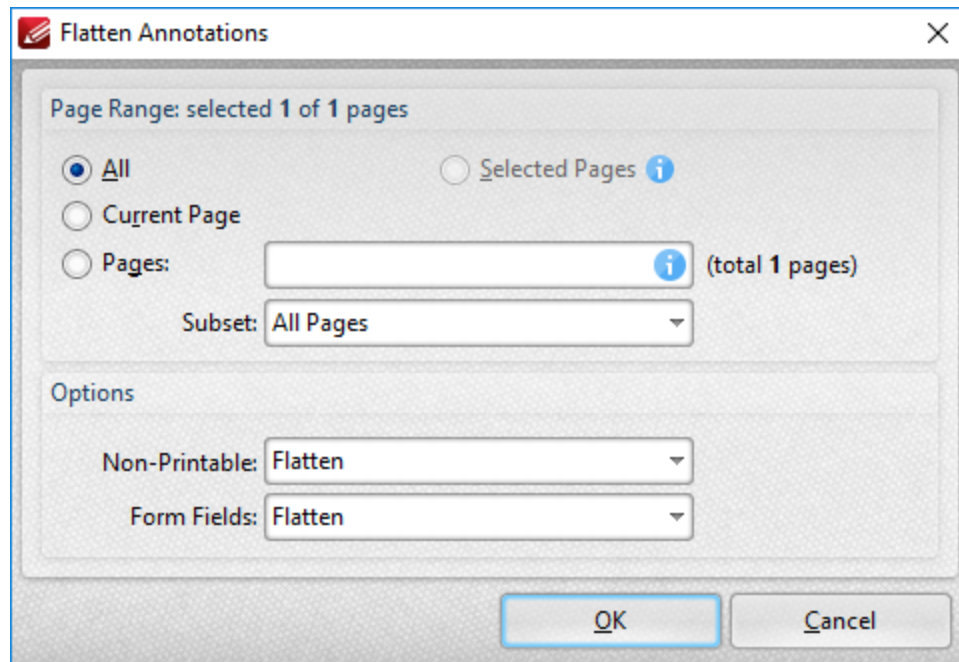 Flatten Annotations
Page Range: selected 1 of 1 pages
All
Selected Pages
Current Page
Pages:
(total 1 pages)
Subset: All Pages
Options
Non-Printable: Flatten
Form Fields: Flatten
OK
Cancel